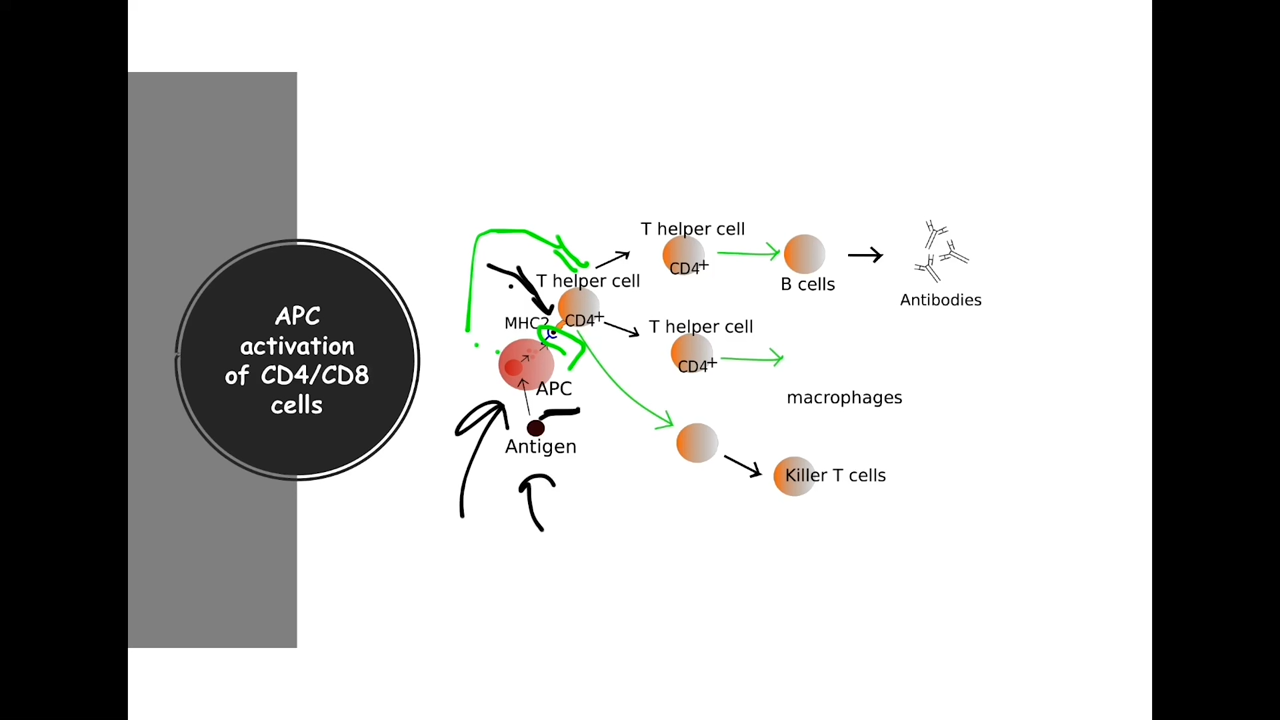 APC
activation
of CD4/CD8
cells
T helper cell
CD4+
B cells
Antibodies
T helper cell
CD4+
MHC2
T helper cell
CD4+
macrophages
APC
Antigen
Killer T cells